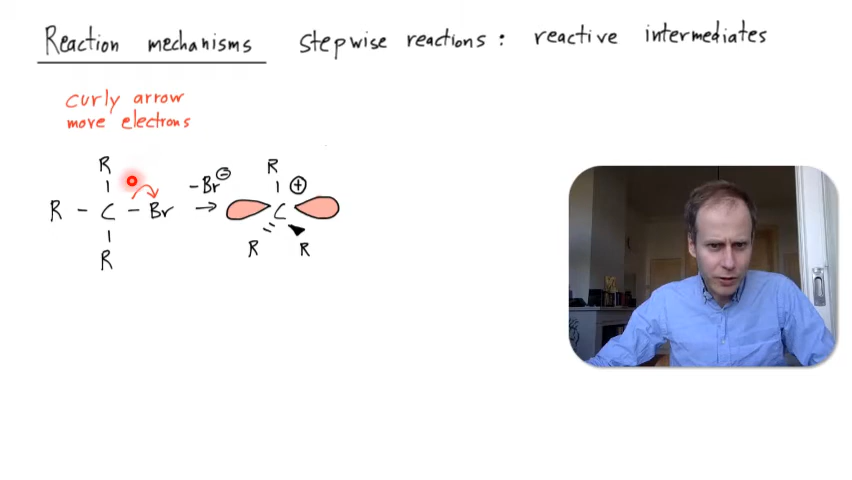 Reaction mechanisms stepwise reactions: reactive intermediates
curly arrow
move electrons
R -Br⊖ R ⊕
R - C - Br → C
R R R